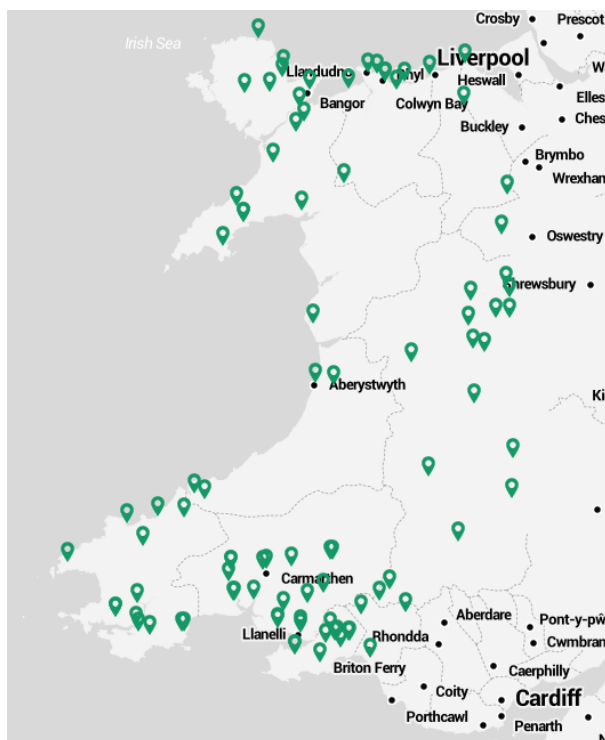 Crosby
Prescot
Irish Sea
Liverpool
Llandudno
Rhyl
Heswall
Bangor
Colwyn Bay
Elles
Ches
Buckley
Brymbo
Wrexham
Oswestry
Shrewsbury
Aberystwyth
Ki
Carmarthen
Aberdare
Pont-y-pŵ
Llanelli
Rhondda
Cwmbran
Briton Ferry
Caerphilly
Coity
Cardiff
Porthcawl
Penarth